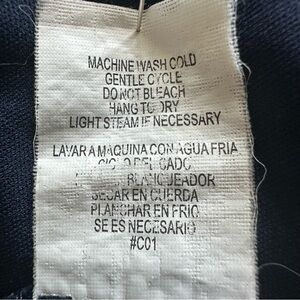 MACHINE WASH COLD
GENTLE CYCLE
DO NOT BLEACH
HANG TO DRY
LIGHT STEAM IF NECESSARY
LAVAR A MAQUINA CON AGUA FRIA
CICLO DELICADO
BLANQUEADOR
SECAR EN CUERDA
PLANCHAR EN FRIO
SE ES NECESARIO
#C01